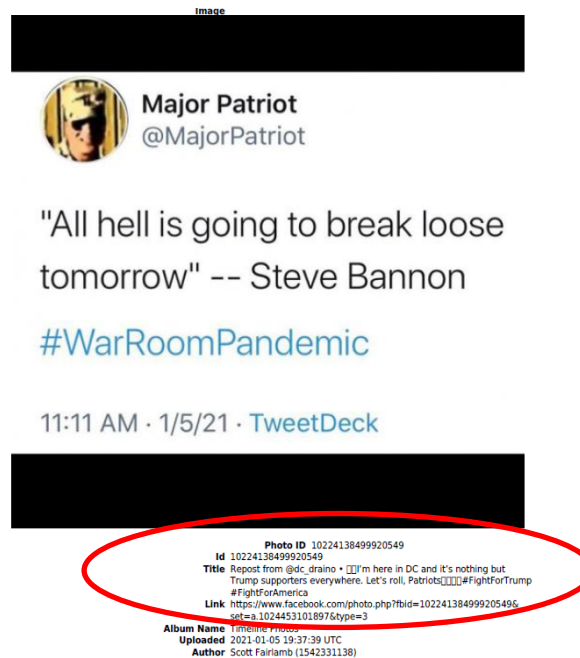 Image
Major Patriot
@MajorPatriot
"All hell is going to break loose
tomorrow" -- Steve Bannon
#WarRoomPandemic
11:11 AM · 1/5/21 · TweetDeck
Photo ID 10224138499920549
Id 10224138499920549
Title Repost from @dc_draino • ▯▯I'm here in DC and it's nothing but
Trump supporters everywhere. Let's roll, Patriots▯▯▯▯#FightForTrump
#FightForAmerica
Link https://www.facebook.com/photo.php?fbid=10224138499920549&
set=a.1024453101897&type=3
Album Name Timeline Photos
Uploaded 2021-01-05 19:37:39 UTC
Author Scott Fairlamb (1542331138)